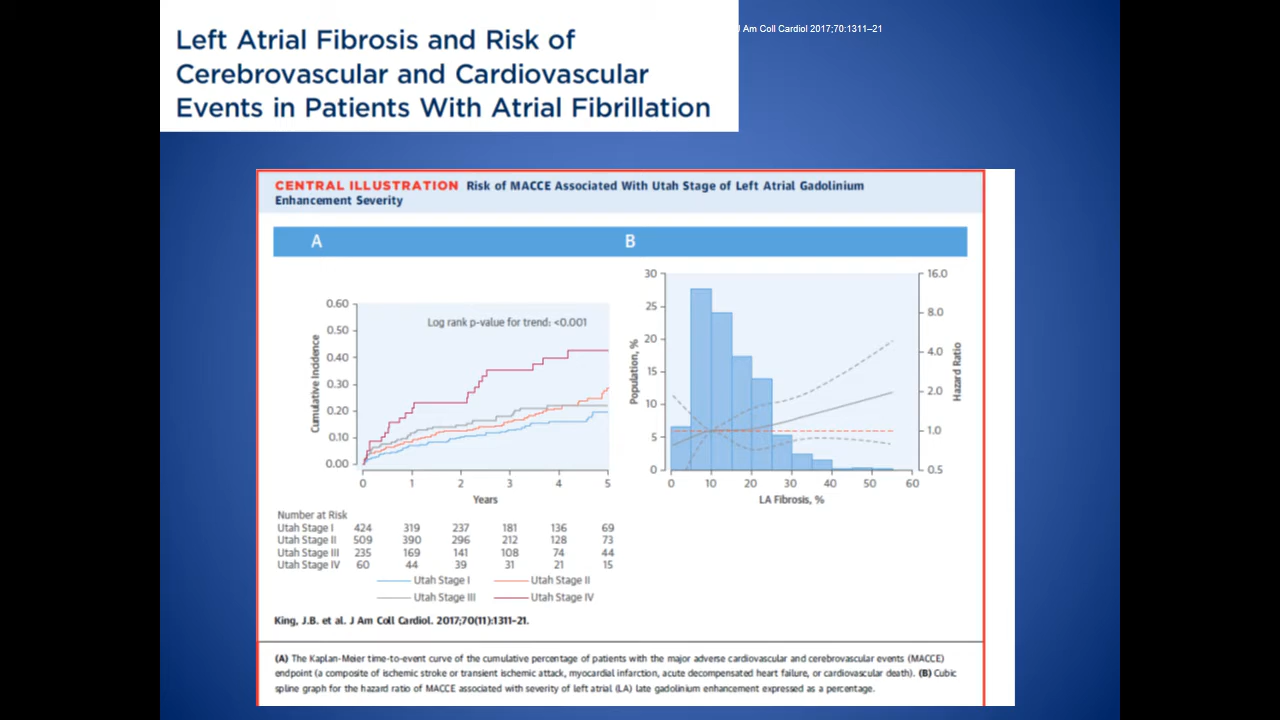 Left Atrial Fibrosis and Risk of
Cerebrovascular and Cardiovascular
Events in Patients With Atrial Fibrillation
J Am Coll Cardiol 2017;70:1311–21
CENTRAL ILLUSTRATION Risk of MACCE Associated With Utah Stage of Left Atrial Gadolinium
Enhancement Severity
A
B
0.60
0.50
0.40
0.30
0.20
0.10
0.00
Cumulative Incidence
Log rank p-value for trend: <0.001
0 1 2 3 4 5
Years
30
25
20
15
10
5
0
Population, %
16.0
8.0
4.0
2.0
1.0
0.5
Hazard Ratio
0 10 20 30 40 50 60
LA Fibrosis, %
Number at Risk
Utah Stage I 424 319 237 181 136 69
Utah Stage II 509 390 296 212 128 73
Utah Stage III 235 169 141 108 74 44
Utah Stage IV 60 44 39 31 21 15
Utah Stage I Utah Stage II
Utah Stage III Utah Stage IV
King, J.B. et al. J Am Coll Cardiol. 2017;70(11):1311–21.
(A) The Kaplan-Meier time-to-event curve of the cumulative percentage of patients with the major adverse cardiovascular and cerebrovascular events (MACCE)
endpoint (a composite of ischemic stroke or transient ischemic attack, myocardial infarction, acute decompensated heart failure, or cardiovascular death). (B) Cubic
spline graph for the hazard ratio of MACCE associated with severity of left atrial (LA) late gadolinium enhancement expressed as a percentage.